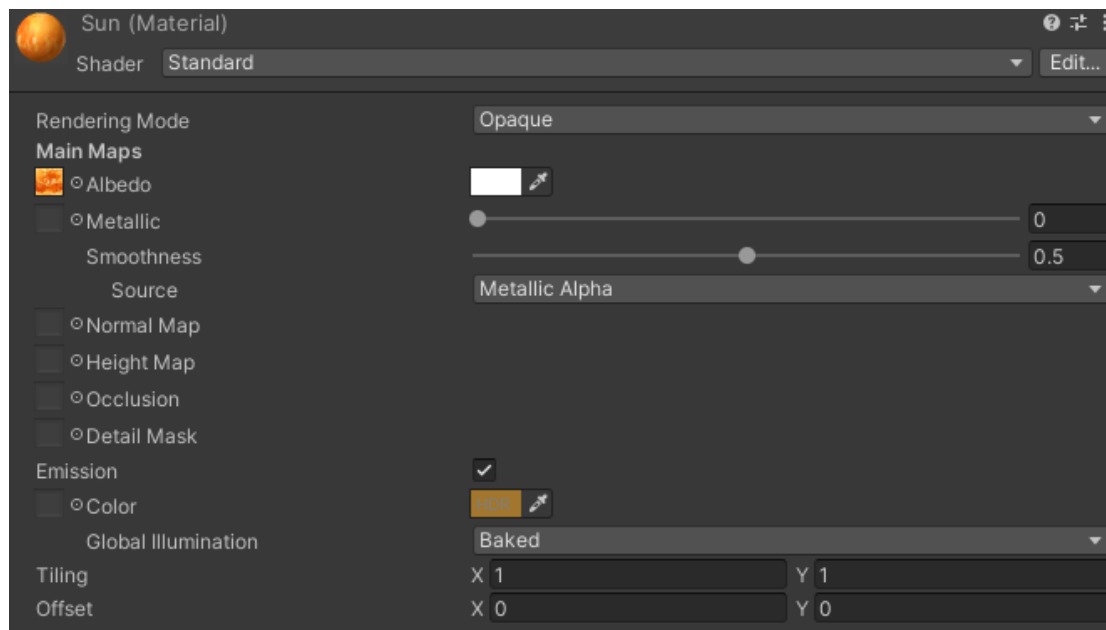 Sun (Material)
Shader Standard Edit...
Rendering Mode Opaque
Main Maps
Albedo
Metallic 0
Smoothness 0.5
Source Metallic Alpha
Normal Map
Height Map
Occlusion
Detail Mask
Emission
Color HDR
Global Illumination Baked
Tiling X 1 Y 1
Offset X 0 Y 0